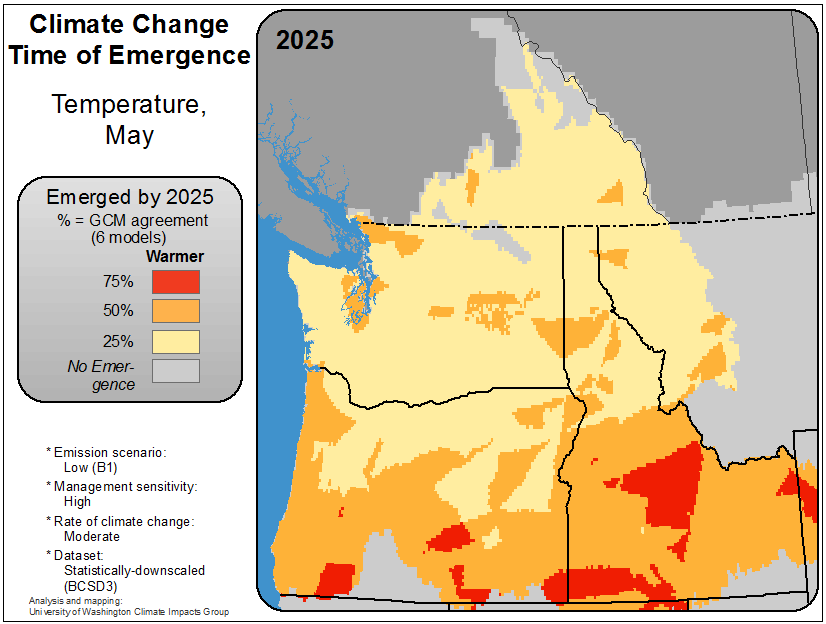 Climate Change
Time of Emergence
2025
Temperature,
May
Emerged by 2025
% = GCM agreement
(6 models)
Warmer
75%
50%
25%
No Emer-
gence
* Emission scenario:
Low (B1)
* Management sensitivity:
High
* Rate of climate change:
Moderate
* Dataset:
Statistically-downscaled
(BCSD3)
Analysis and mapping:
University of Washington Climate Impacts Group